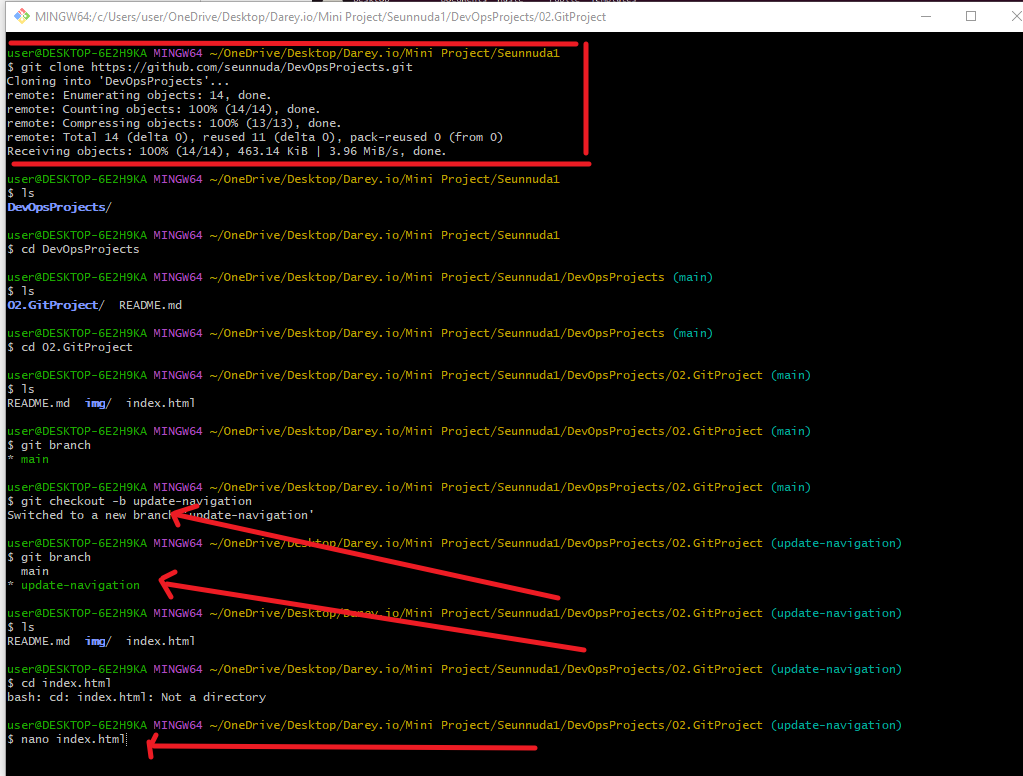 MINGW64:/c/Users/user/OneDrive/Desktop/Darey.io/Mini Project/Seunnuda1/DevOpsProjects/02.GitProject
user@DESKTOP-6E2H9KA MINGW64 ~/OneDrive/Desktop/Darey.io/Mini Project/Seunnuda1
$ git clone https://github.com/seunnuda/DevOpsProjects.git
Cloning into 'DevOpsProjects'...
remote: Enumerating objects: 14, done.
remote: Counting objects: 100% (14/14), done.
remote: Compressing objects: 100% (13/13), done.
remote: Total 14 (delta 0), reused 11 (delta 0), pack-reused 0 (from 0)
Receiving objects: 100% (14/14), 463.14 KiB | 3.96 MiB/s, done.
user@DESKTOP-6E2H9KA MINGW64 ~/OneDrive/Desktop/Darey.io/Mini Project/Seunnuda1
$ ls
DevOpsProjects/
user@DESKTOP-6E2H9KA MINGW64 ~/OneDrive/Desktop/Darey.io/Mini Project/Seunnuda1
$ cd DevOpsProjects
user@DESKTOP-6E2H9KA MINGW64 ~/OneDrive/Desktop/Darey.io/Mini Project/Seunnuda1/DevOpsProjects (main)
$ ls
02.GitProject/  README.md
user@DESKTOP-6E2H9KA MINGW64 ~/OneDrive/Desktop/Darey.io/Mini Project/Seunnuda1/DevOpsProjects (main)
$ cd 02.GitProject
user@DESKTOP-6E2H9KA MINGW64 ~/OneDrive/Desktop/Darey.io/Mini Project/Seunnuda1/DevOpsProjects/02.GitProject (main)
$ ls
README.md  img/  index.html
user@DESKTOP-6E2H9KA MINGW64 ~/OneDrive/Desktop/Darey.io/Mini Project/Seunnuda1/DevOpsProjects/02.GitProject (main)
$ git branch
* main
user@DESKTOP-6E2H9KA MINGW64 ~/OneDrive/Desktop/Darey.io/Mini Project/Seunnuda1/DevOpsProjects/02.GitProject (main)
$ git checkout -b update-navigation
Switched to a new branch 'update-navigation'
user@DESKTOP-6E2H9KA MINGW64 ~/OneDrive/Desktop/Darey.io/Mini Project/Seunnuda1/DevOpsProjects/02.GitProject (update-navigation)
$ git branch
  main
* update-navigation
user@DESKTOP-6E2H9KA MINGW64 ~/OneDrive/Desktop/Darey.io/Mini Project/Seunnuda1/DevOpsProjects/02.GitProject (update-navigation)
$ ls
README.md  img/  index.html
user@DESKTOP-6E2H9KA MINGW64 ~/OneDrive/Desktop/Darey.io/Mini Project/Seunnuda1/DevOpsProjects/02.GitProject (update-navigation)
$ cd index.html
bash: cd: index.html: Not a directory
user@DESKTOP-6E2H9KA MINGW64 ~/OneDrive/Desktop/Darey.io/Mini Project/Seunnuda1/DevOpsProjects/02.GitProject (update-navigation)
$ nano index.html